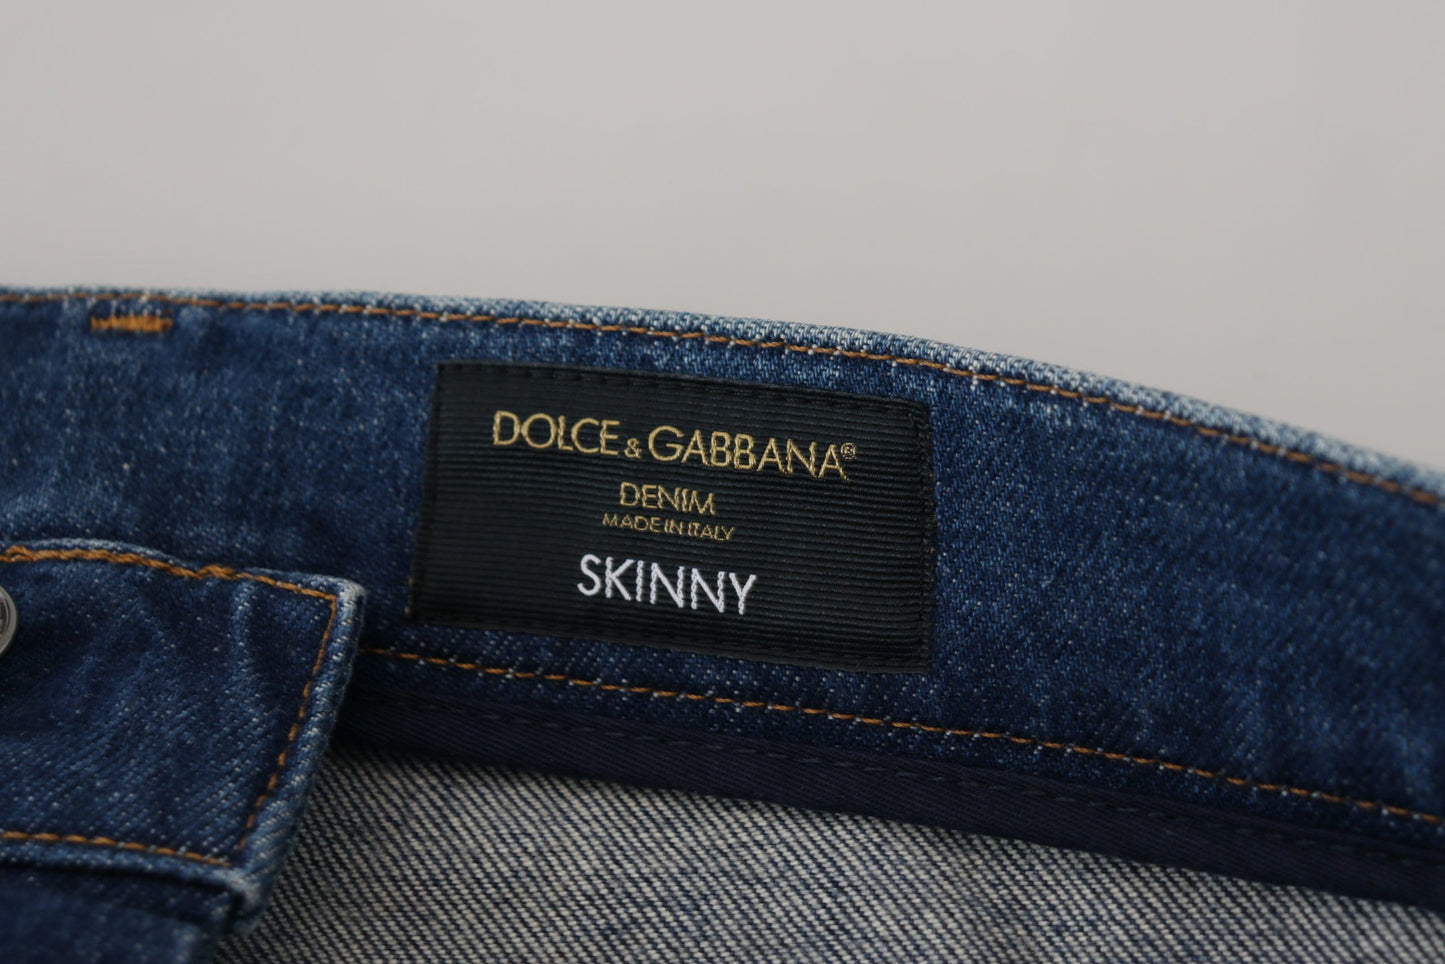 DOLCE & GABBANA®
DENIM
MADE IN ITALY
SKINNY